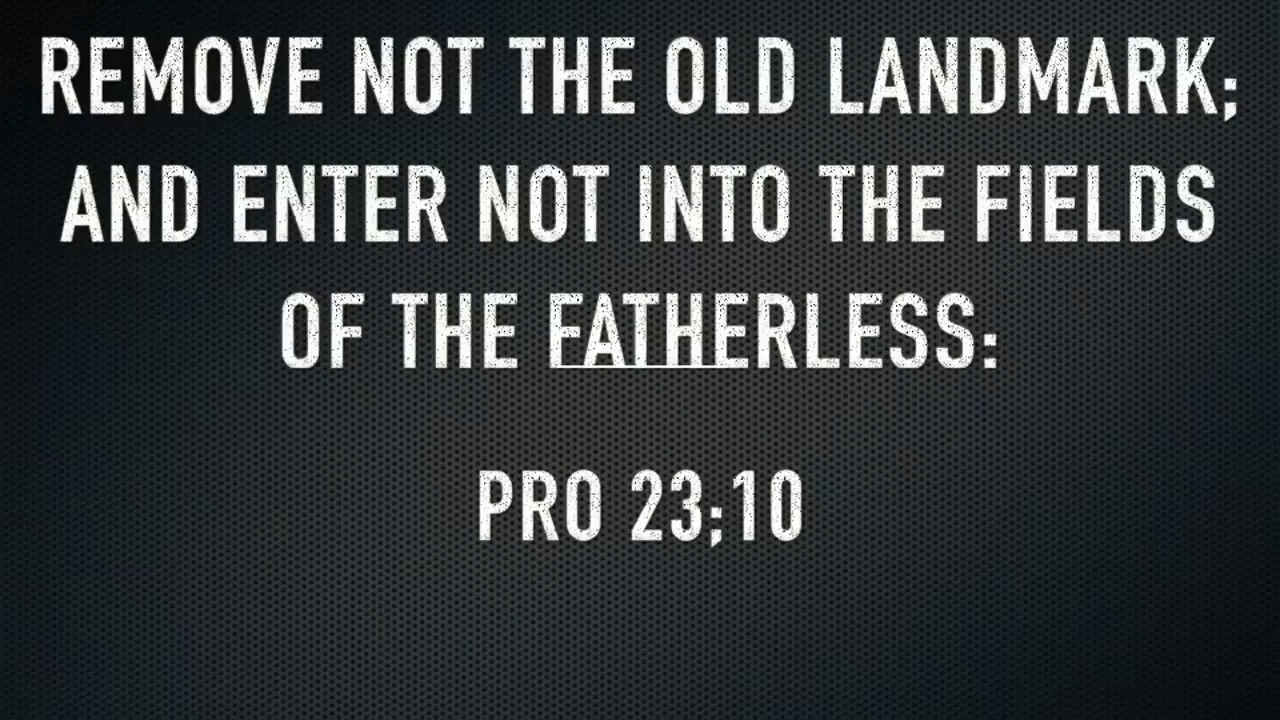 REMOVE NOT THE OLD LANDMARK;
AND ENTER NOT INTO THE FIELDS
OF THE FATHERLESS:
PRO 23;10